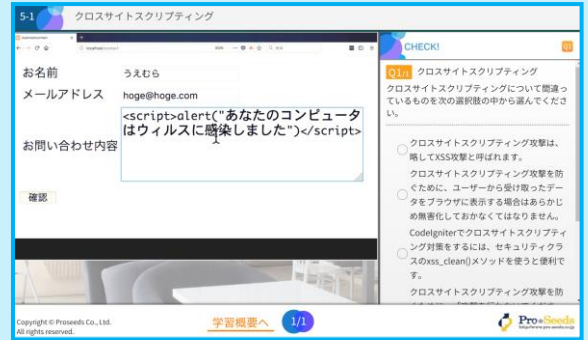 5-1 クロスサイトスクリプティング
お名前 うえむら
メールアドレス hoge@hoge.com
お問い合わせ内容
<script>alert("あなたのコンピュータ
はウィルスに感染しました")</script>
確認
CHECK!
Q1
Q1/1 クロスサイトスクリプティング
クロスサイトスクリプティングについて間違っ
ているものを次の選択肢の中から選んでくださ
い。
クロスサイトスクリプティング攻撃は、
略してXSS攻撃と呼ばれます。
クロスサイトスクリプティング攻撃を防
ぐために、ユーザーから受け取ったデー
タをブラウザに表示する場合はあらかじ
め無害化しておかなくてはなりません。
CodeIgniterでクロスサイトスクリプティ
ング対策をするには、セキュリティクラ
スのxss_clean()メソッドを使うと便利で
す。
クロスサイトスクリプティング攻撃を防
Copyright © Proseeds Co., Ltd.
All rights reserved.
学習概要へ 1/1
Pro∗Seeds